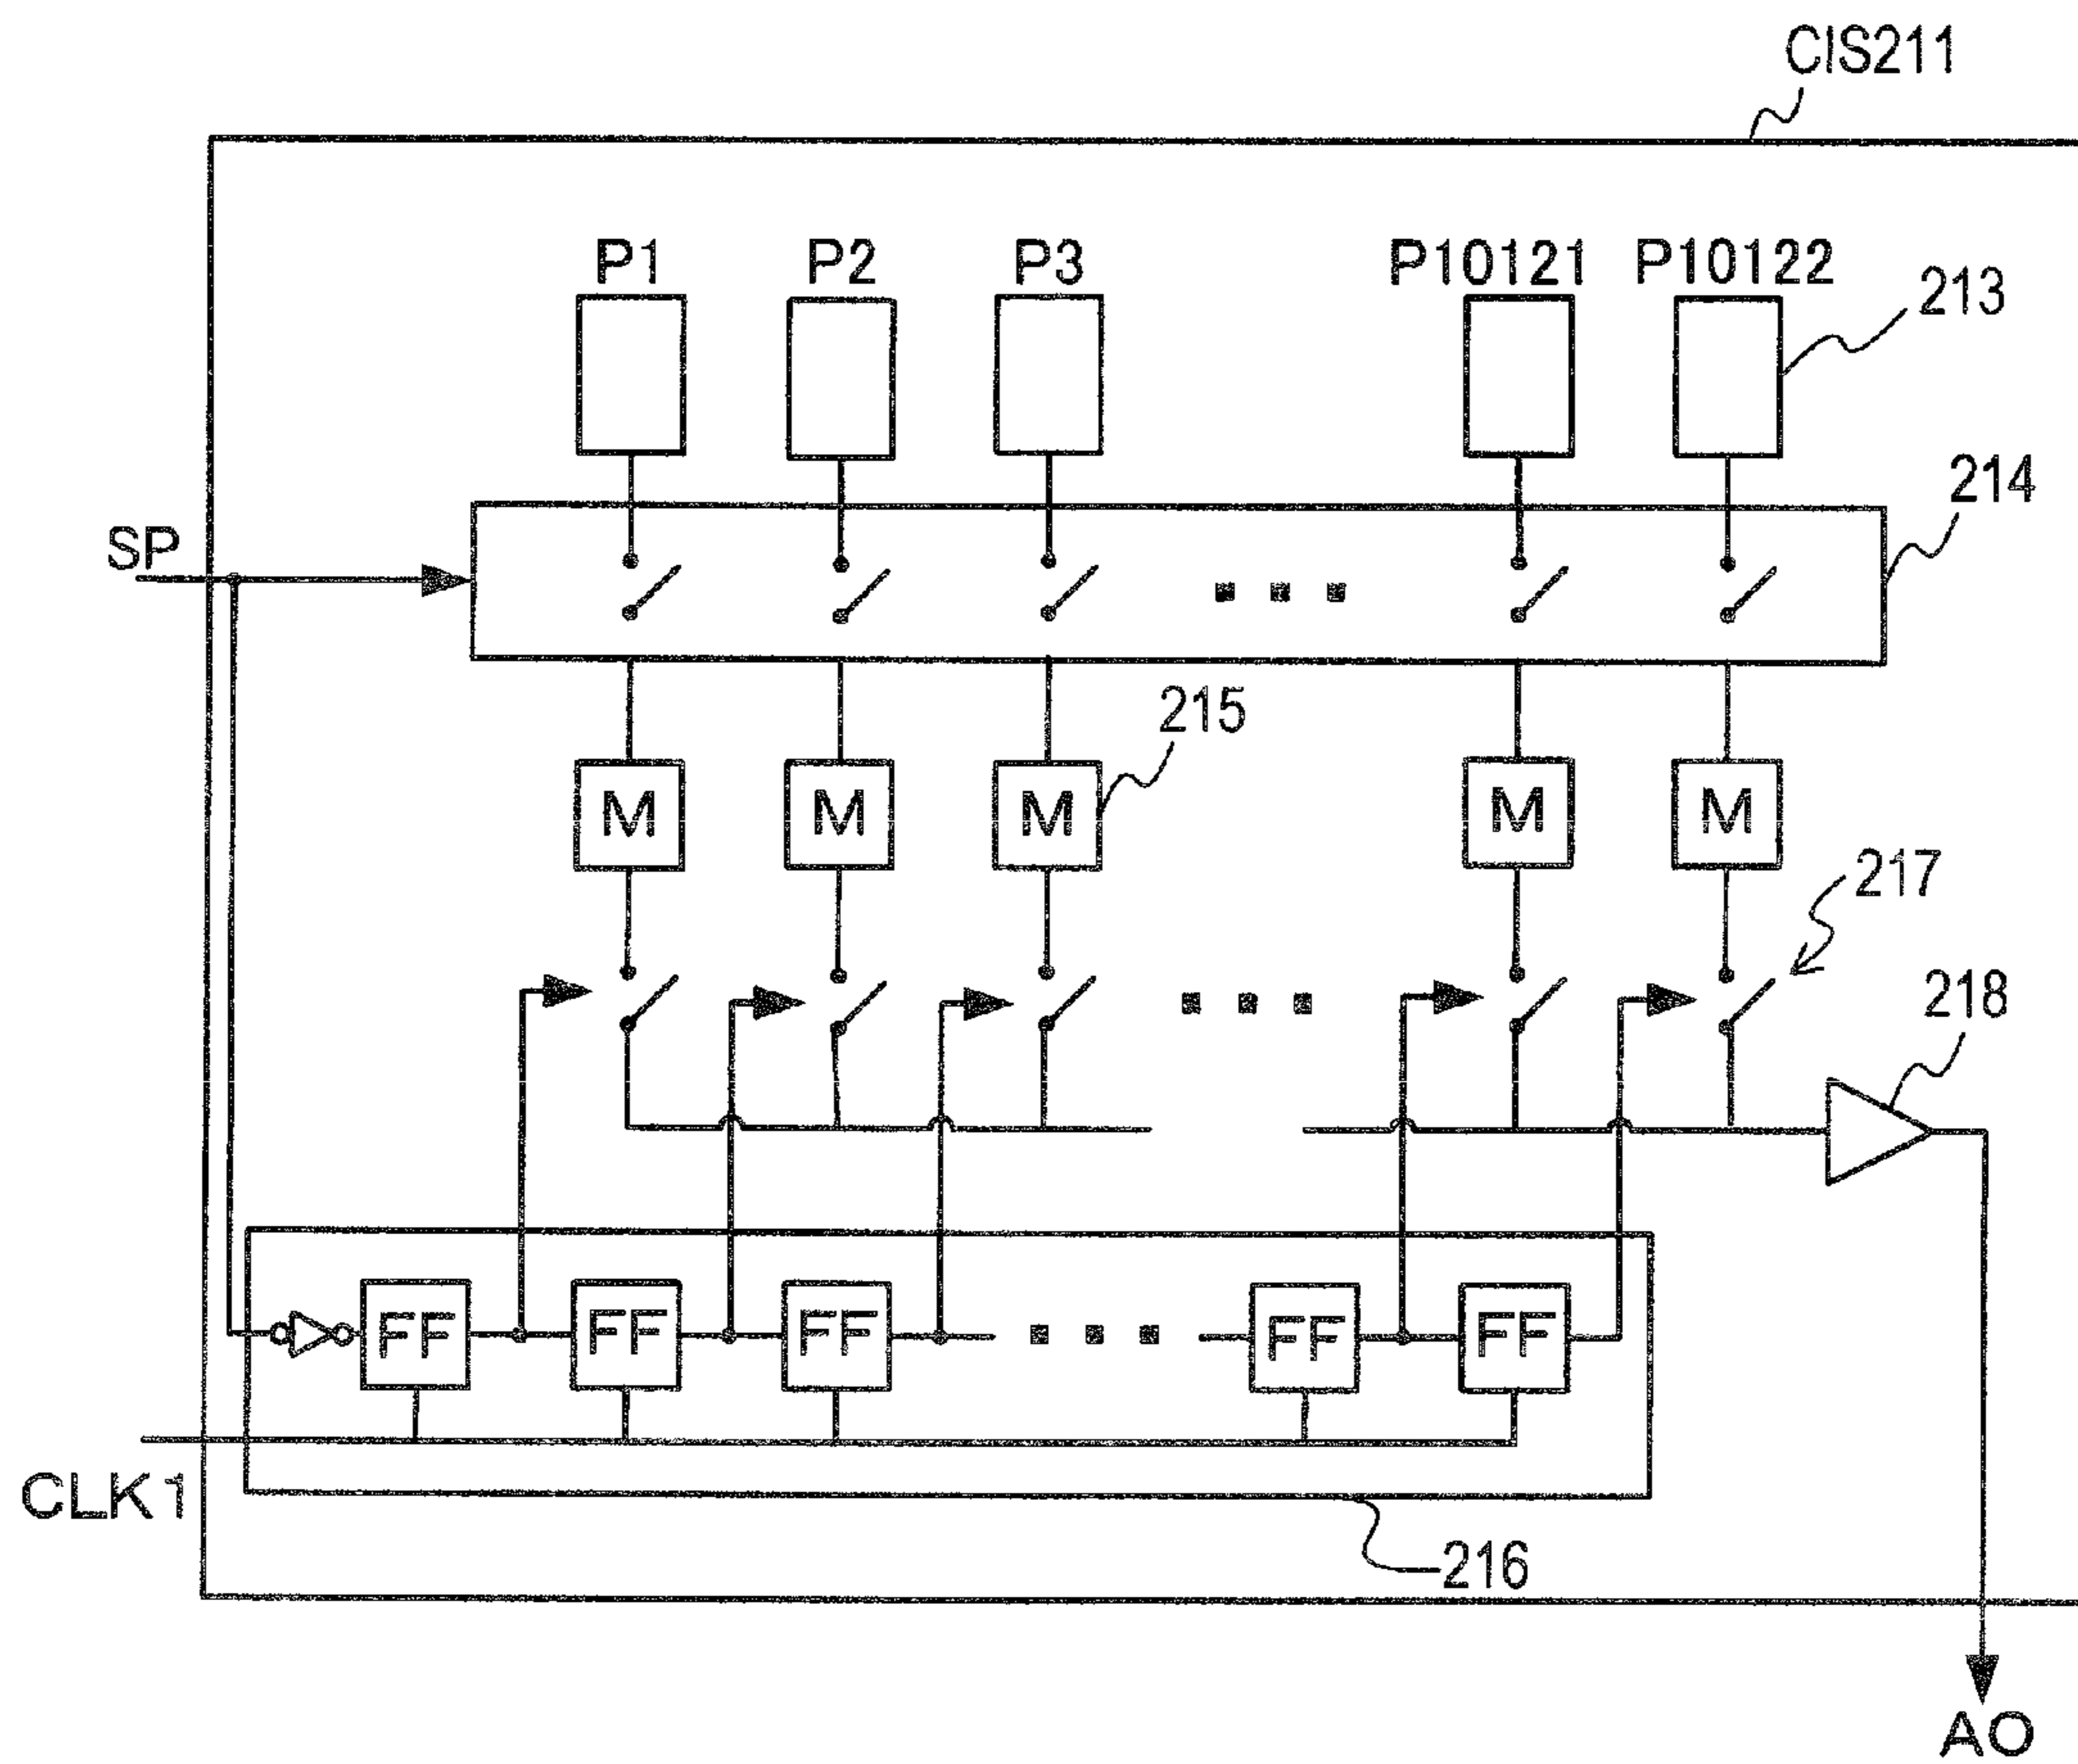 CIS211
P1 P2 P3 P10121 P10122
213
214
SP
215
M M M M M
217
218
FF FF FF FF FF
CLK1
216
AO